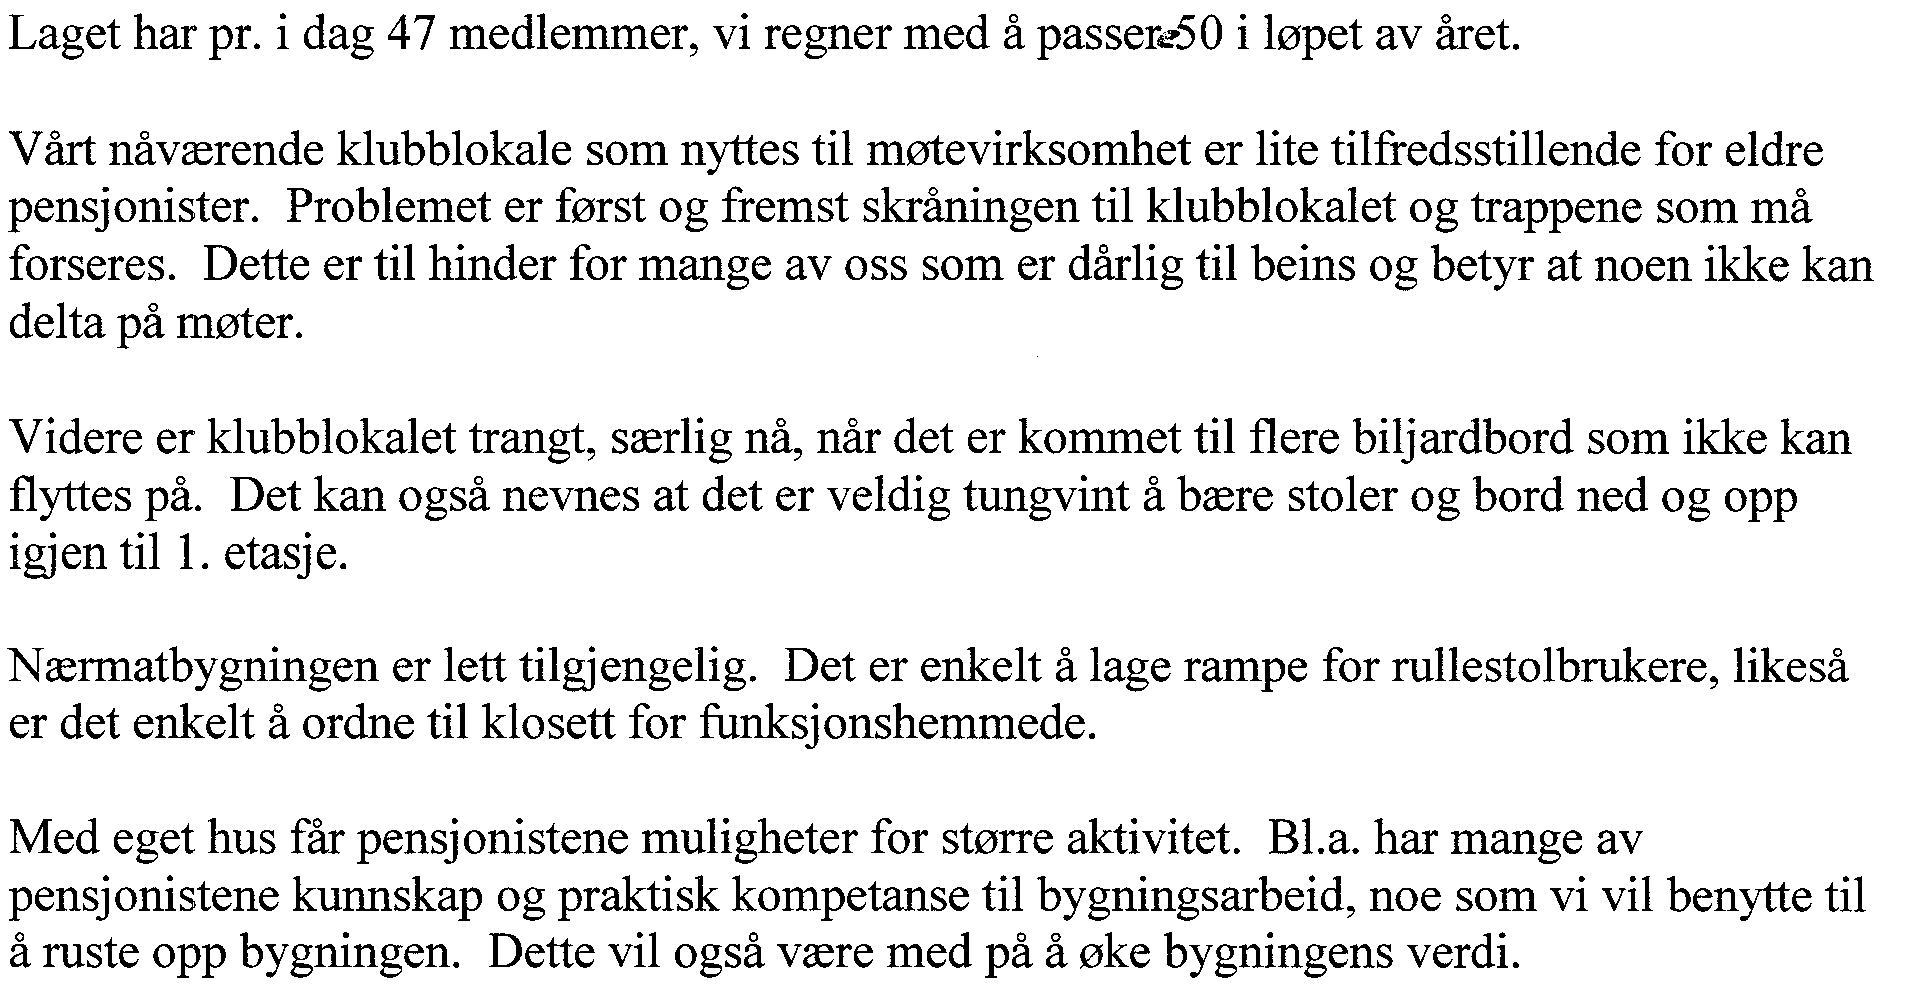 Laget har pr. i dag 47 medlemmer, vi regner med å passere 50 i løpet av året.
Vårt nåværende klubblokale som nyttes til møtevirksomhet er lite tilfredsstillende for eldre
pensjonister.  Problemet er først og fremst skråningen til klubblokalet og trappene som må
forseres.  Dette er til hinder for mange av oss som er dårlig til beins og betyr at noen ikke kan
delta på møter.
Videre er klubblokalet trangt, særlig nå, når det er kommet til flere biljardbord som ikke kan
flyttes på.  Det kan også nevnes at det er veldig tungvint å bære stoler og bord ned og opp
igjen til 1. etasje.
Nærmatbygningen er lett tilgjengelig.  Det er enkelt å lage rampe for rullestolbrukere, likeså
er det enkelt å ordne til klosett for funksjonshemmede.
Med eget hus får pensjonistene muligheter for større aktivitet.  Bl.a. har mange av
pensjonistene kunnskap og praktisk kompetanse til bygningsarbeid, noe som vi vil benytte til
å ruste opp bygningen.  Dette vil også være med på å øke bygningens verdi.